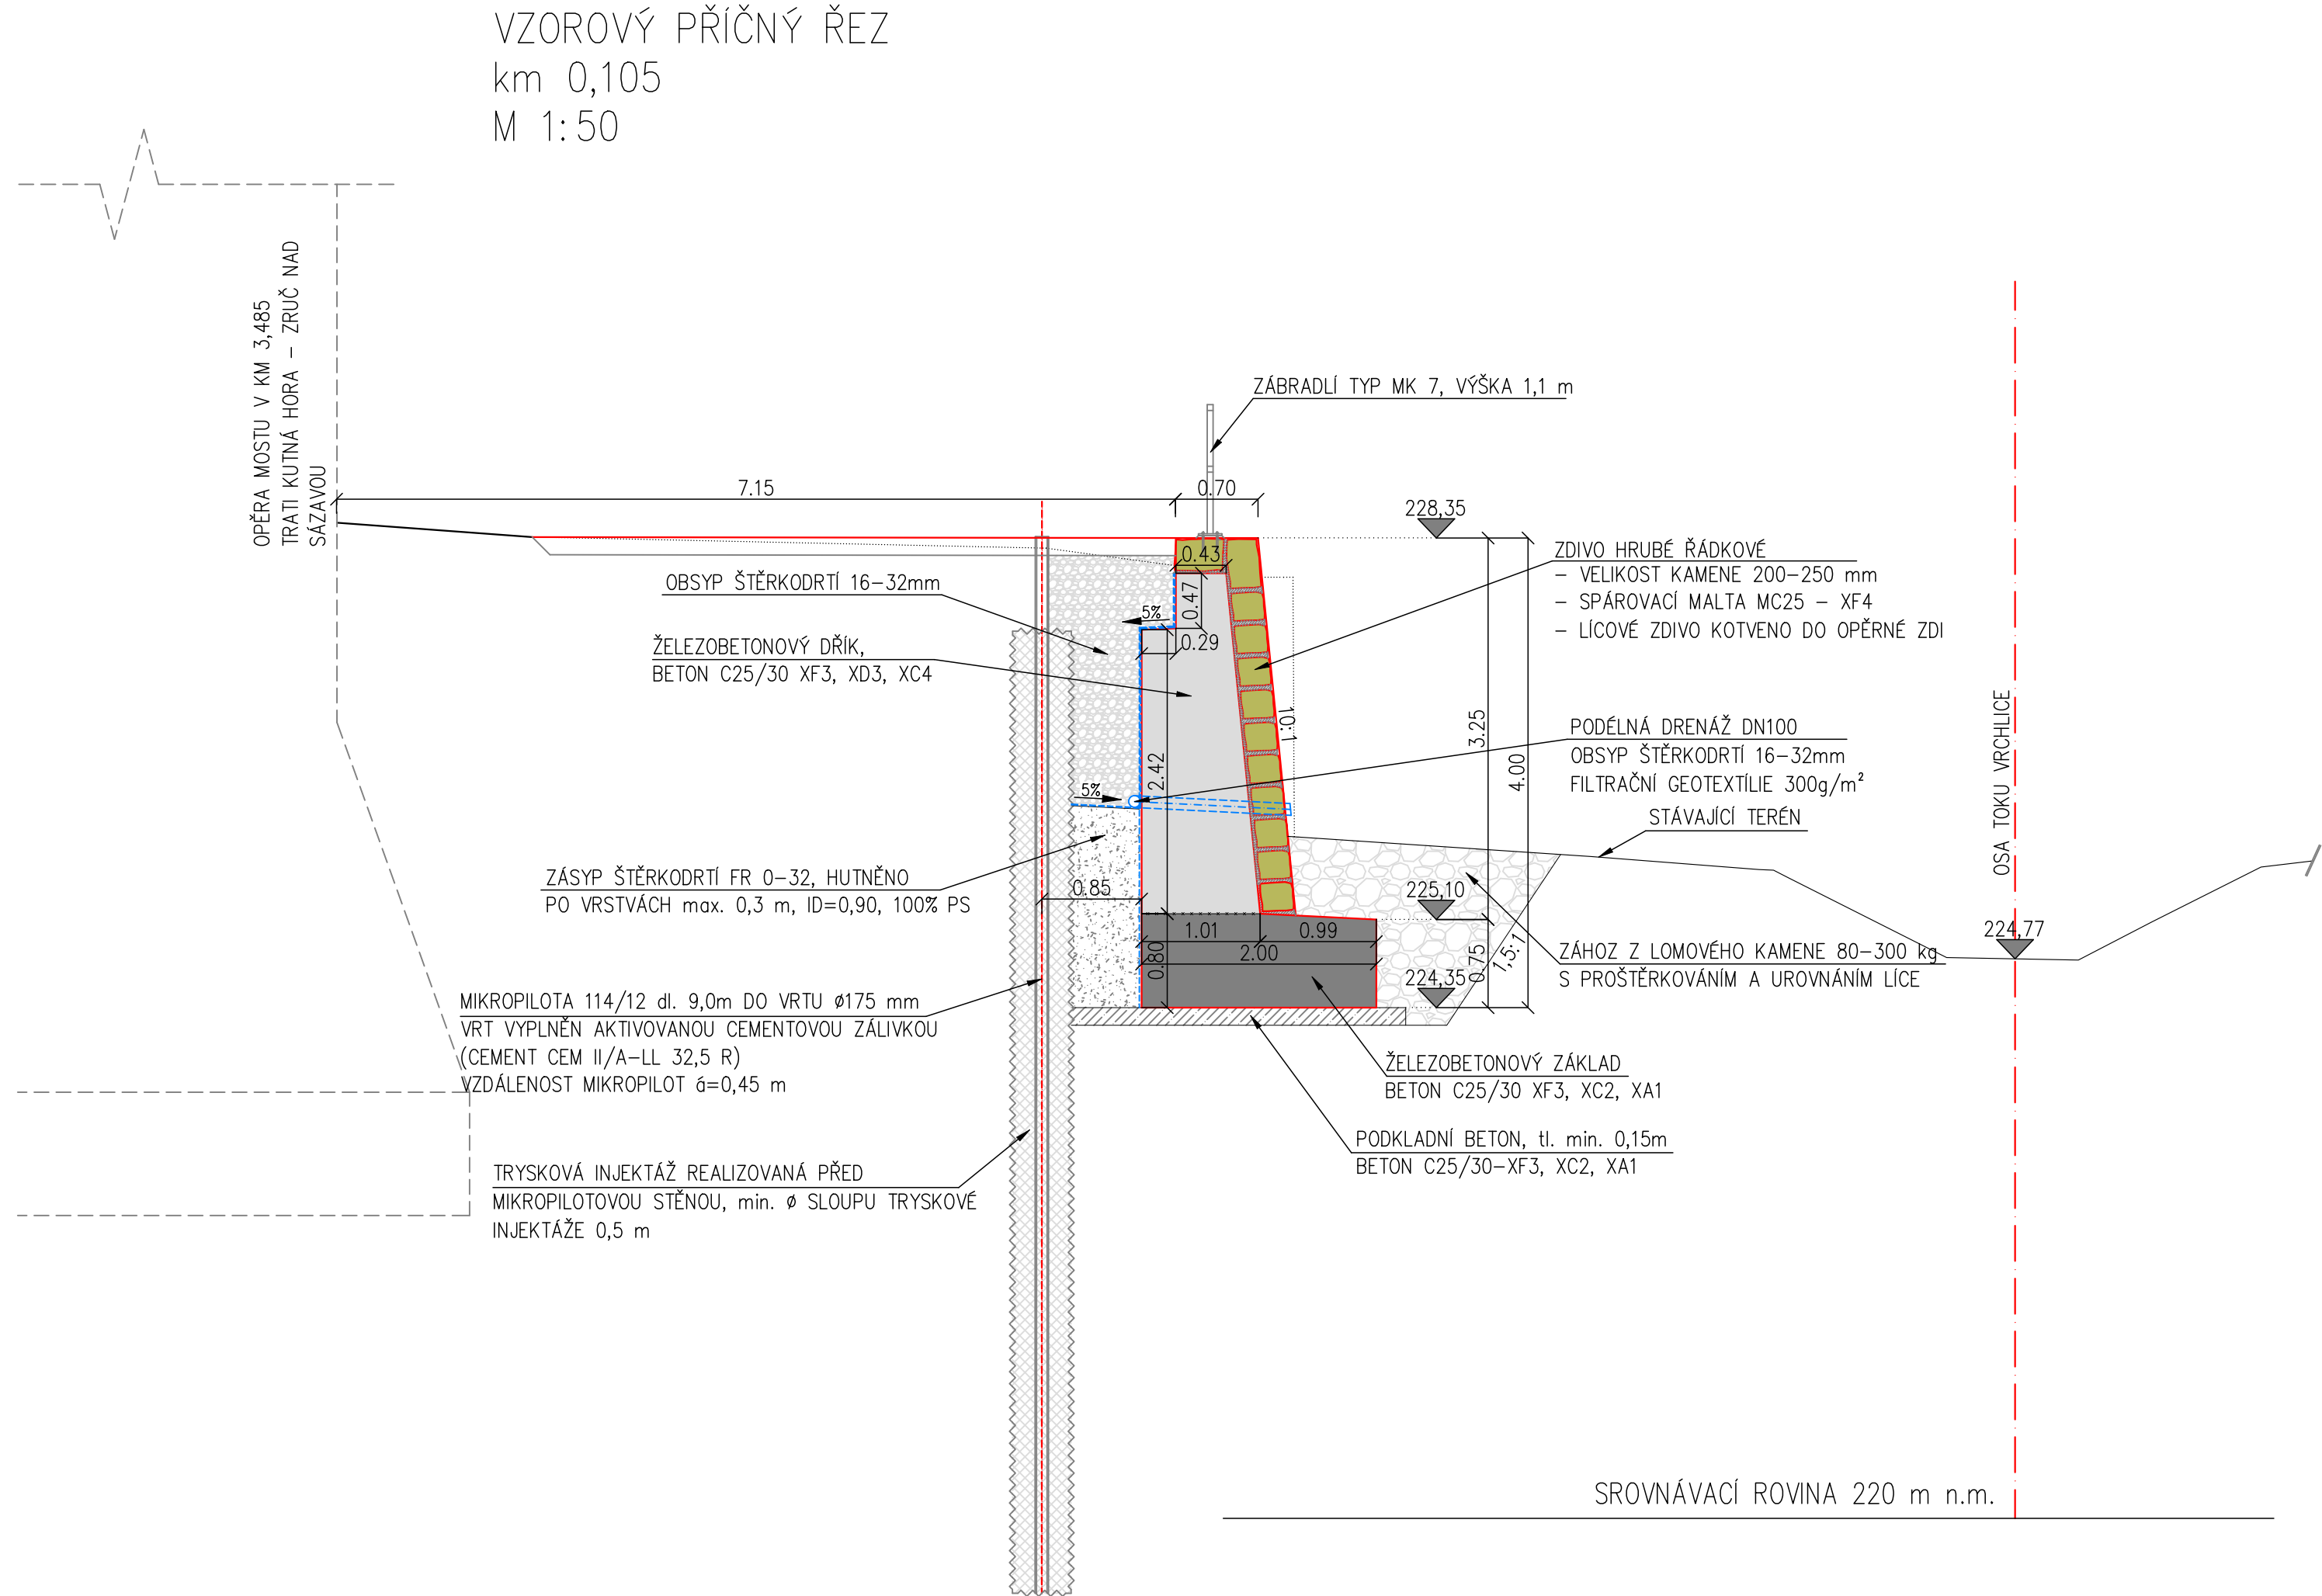 VZOROVÝ PŘÍČNÝ ŘEZ
km 0,105
M 1:50
OPĚRA MOSTU V KM 3,485
TRATI KUTNÁ HORA – ZRUČ NAD
SÁZAVOU
ZÁBRADLÍ TYP MK 7, VÝŠKA 1,1 m
7.15
0.70
228,35
0.43
ZDIVO HRUBÉ ŘÁDKOVÉ
– VELIKOST KAMENE 200–250 mm
– SPÁROVACÍ MALTA MC25 – XF4
– LÍCOVÉ ZDIVO KOTVENO DO OPĚRNÉ ZDI
OBSYP ŠTĚRKODRTÍ 16–32mm
5%
0.47
0.29
ŽELEZOBETONOVÝ DŘÍK,
BETON C25/30 XF3, XD3, XC4
10:1
3.25
4.00
2.42
PODÉLNÁ DRENÁŽ DN100
OBSYP ŠTĚRKODRTÍ 16–32mm
FILTRAČNÍ GEOTEXTÍLIE 300g/m²
5%
STÁVAJÍCÍ TERÉN
OSA TOKU VRCHLICE
ZÁSYP ŠTĚRKODRTÍ FR 0–32, HUTNĚNO
PO VRSTVÁCH max. 0,3 m, ID=0,90, 100% PS
0.85
225,10
1.01
0.99
2.00
0.80
0.75
1,5:1
224,77
224,35
ZÁHOZ Z LOMOVÉHO KAMENE 80–300 kg
S PROŠTĚRKOVÁNÍM A UROVNÁNÍM LÍCE
MIKROPILOTA 114/12 dl. 9,0m DO VRTU ø175 mm
VRT VYPLNĚN AKTIVOVANOU CEMENTOVOU ZÁLIVKOU
(CEMENT CEM II/A–LL 32,5 R)
VZDÁLENOST MIKROPILOT á=0,45 m
ŽELEZOBETONOVÝ ZÁKLAD
BETON C25/30 XF3, XC2, XA1
PODKLADNÍ BETON, tl. min. 0,15m
BETON C25/30–XF3, XC2, XA1
TRYSKOVÁ INJEKTÁŽ REALIZOVANÁ PŘED
MIKROPILOTOVOU STĚNOU, min. ø SLOUPU TRYSKOVÉ
INJEKTÁŽE 0,5 m
SROVNÁVACÍ ROVINA 220 m n.m.